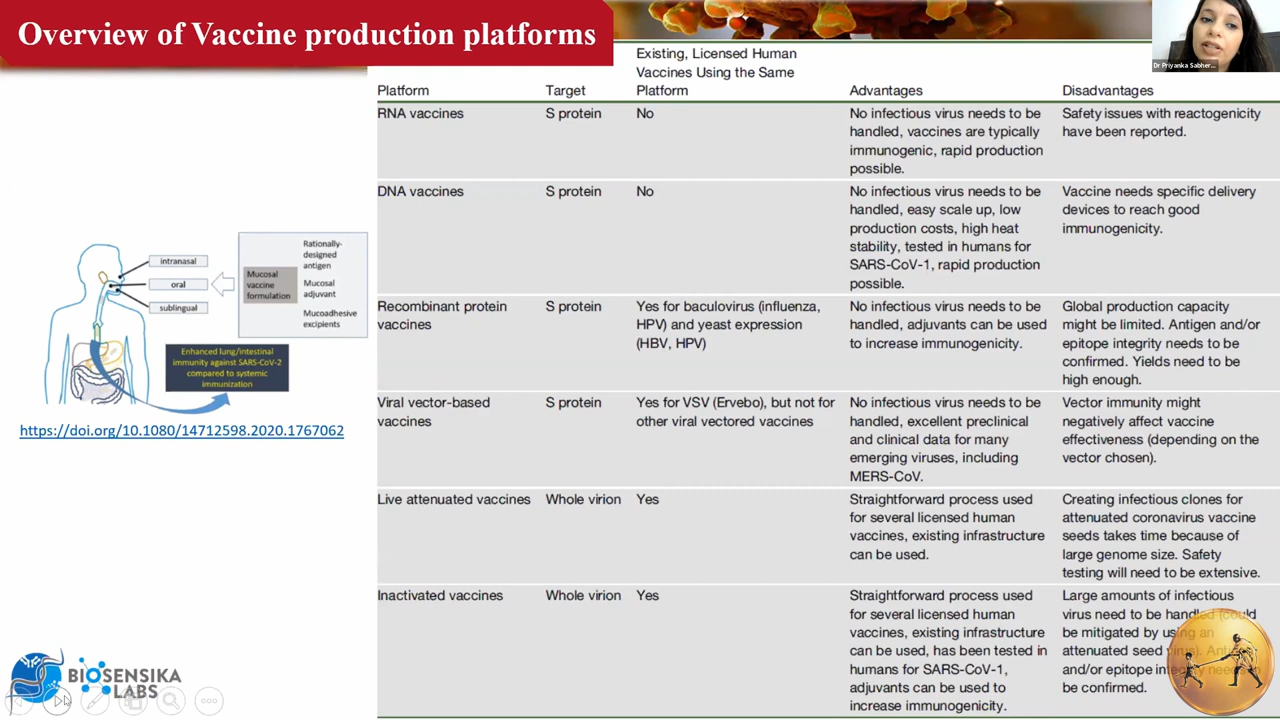 Overview of Vaccine production platforms
Dr Priyanka Sabher...
intranasal
oral
sublingual
Mucosal
vaccine
formulation
Rationally-
designed
antigen
Mucosal
adjuvant
Mucoadhesive
excipients
Enhanced lung/intestinal
immunity against SARS-CoV-2
compared to systemic
immunization
https://doi.org/10.1080/14712598.2020.1767062
BIOSENSIKA
LABS
Existing, Licensed Human
Vaccines Using the Same
Platform Target Platform Advantages Disadvantages
RNA vaccines S protein No No infectious virus needs to be Safety issues with reactogenicity
handled, vaccines are typically have been reported.
immunogenic, rapid production
possible.
DNA vaccines S protein No No infectious virus needs to be Vaccine needs specific delivery
handled, easy scale up, low devices to reach good
production costs, high heat immunogenicity.
stability, tested in humans for
SARS-CoV-1, rapid production
possible.
Recombinant protein S protein Yes for baculovirus (influenza, No infectious virus needs to be Global production capacity
vaccines HPV) and yeast expression handled, adjuvants can be used might be limited. Antigen and/or
(HBV, HPV) to increase immunogenicity. epitope integrity needs to be
confirmed. Yields need to be
high enough.
Viral vector-based S protein Yes for VSV (Ervebo), but not for No infectious virus needs to be Vector immunity might
vaccines other viral vectored vaccines handled, excellent preclinical negatively affect vaccine
and clinical data for many effectiveness (depending on the
emerging viruses, including vector chosen).
MERS-CoV.
Live attenuated vaccines Whole virion Yes Straightforward process used Creating infectious clones for
for several licensed human attenuated coronavirus vaccine
vaccines, existing infrastructure seeds takes time because of
can be used. large genome size. Safety
testing will need to be extensive.
Inactivated vaccines Whole virion Yes Straightforward process used Large amounts of infectious
for several licensed human virus need to be handled (could
vaccines, existing infrastructure be mitigated by using an
can be used, has been tested in attenuated seed virus). Antigen
humans for SARS-CoV-1, and/or epitope integrity needs to
adjuvants can be used to be confirmed.
increase immunogenicity.